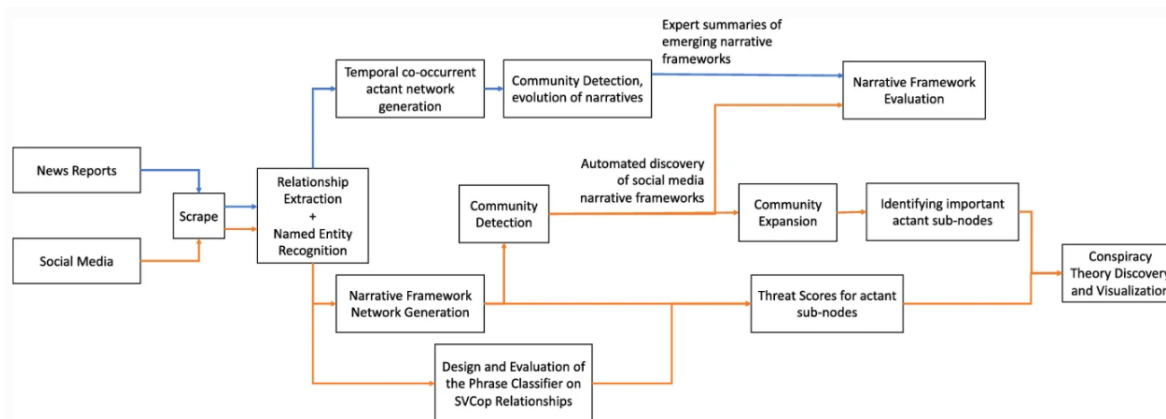 Expert summaries of
emerging narrative
frameworks
Temporal co-occurrent
actant network
generation
Community Detection,
evolution of narratives
Narrative Framework
Evaluation
News Reports
Scrape
Social Media
Relationship
Extraction
+
Named Entity
Recognition
Automated discovery
of social media
narrative frameworks
Community
Detection
Community
Expansion
Identifying important
actant sub-nodes
Narrative Framework
Network Generation
Threat Scores for actant
sub-nodes
Conspiracy
Theory Discovery
and Visualization
Design and Evaluation of
the Phrase Classifier on
SVCop Relationships